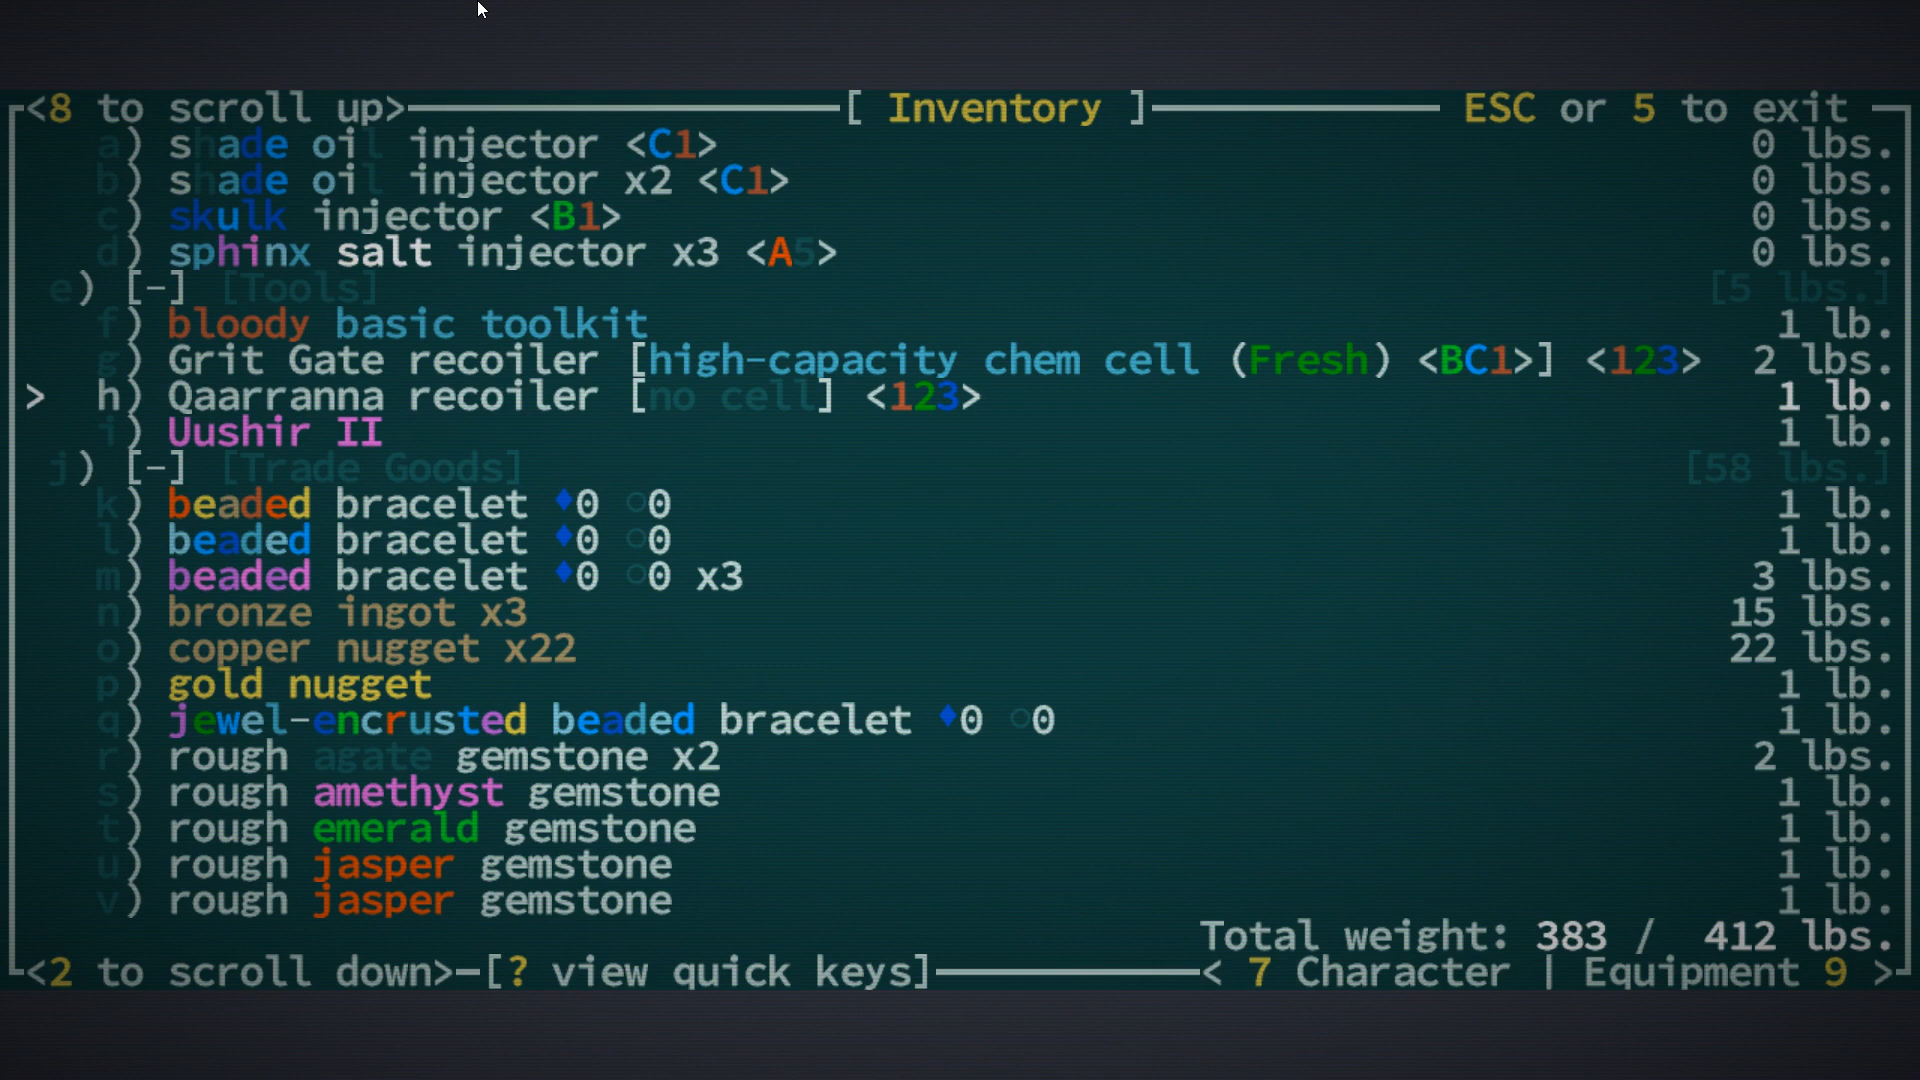 <8 to scroll up> [ Inventory ] ESC or 5 to exit
a) shade oil injector <C1> 0 lbs.
b) shade oil injector x2 <C1> 0 lbs.
c) skulk injector <B1> 0 lbs.
d) sphinx salt injector x3 <A5> 0 lbs.
e) [-] [Tools] [5 lbs.]
f) bloody basic toolkit 1 lb.
g) Grit Gate recoiler [high-capacity chem cell (Fresh) <BC1>] <123> 2 lbs.
> h) Qaarranna recoiler [no cell] <123> 1 lb.
i) Uushir II 1 lb.
j) [-] [Trade Goods] [58 lbs.]
k) beaded bracelet ♦0 ○0 1 lb.
l) beaded bracelet ♦0 ○0 1 lb.
m) beaded bracelet ♦0 ○0 x3 3 lbs.
n) bronze ingot x3 15 lbs.
o) copper nugget x22 22 lbs.
p) gold nugget 1 lb.
q) jewel-encrusted beaded bracelet ♦0 ○0 1 lb.
r) rough agate gemstone x2 2 lbs.
s) rough amethyst gemstone 1 lb.
t) rough emerald gemstone 1 lb.
u) rough jasper gemstone 1 lb.
v) rough jasper gemstone 1 lb.
Total weight: 383 / 412 lbs.
<2 to scroll down> [? view quick keys] < 7 Character | Equipment 9 >